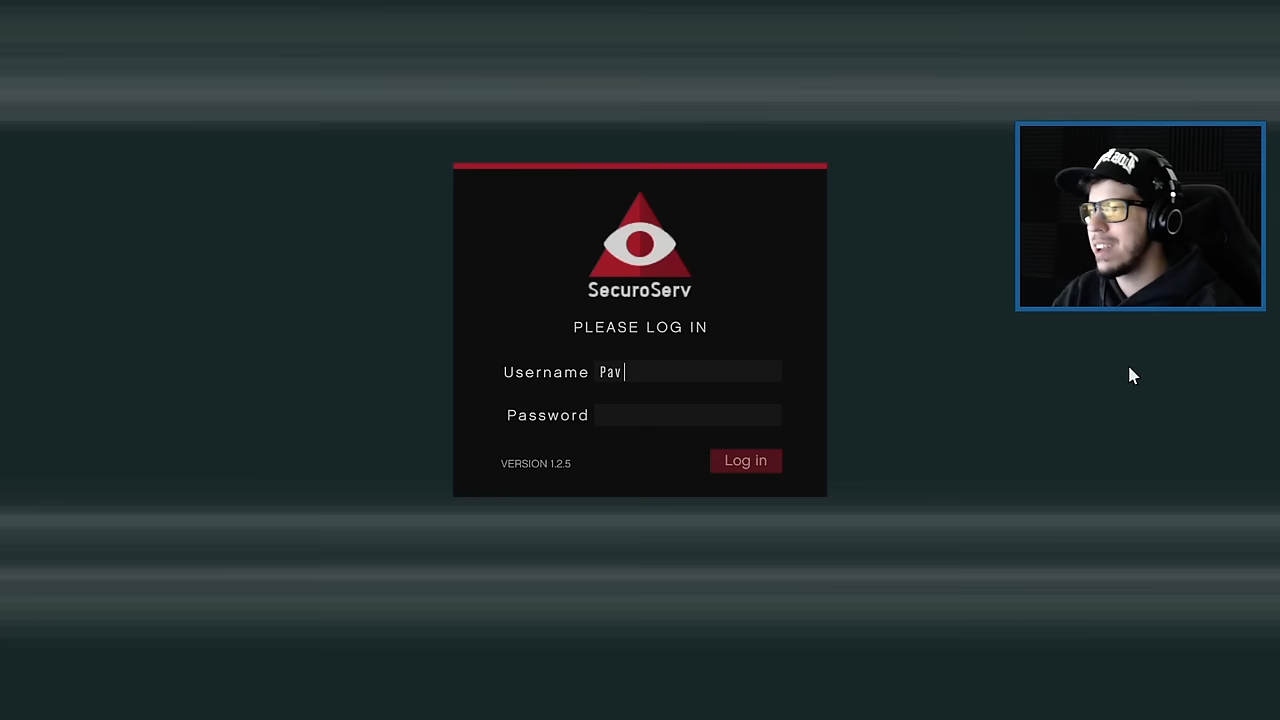 SecuroServ
PLEASE LOG IN
Username Pav
Password
VERSION 1.2.5 Log in